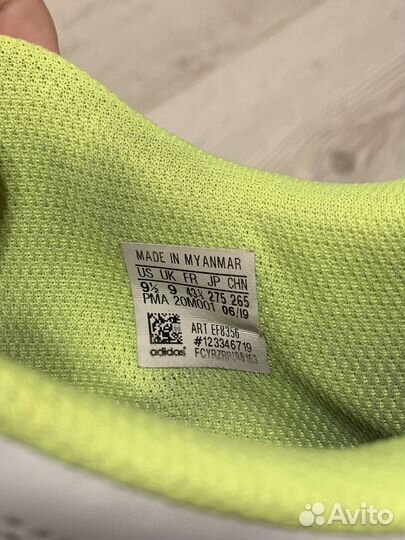 MADE IN MYANMAR
US UK FR JP CHN
9½ 9 43⅓ 275 265
PMA 20M001 06/19
ART EF8356
#123346719
adidas
Avito